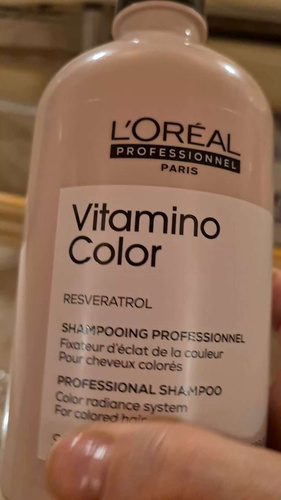 L'ORÉAL
PROFESSIONNEL
PARIS
Vitamino
Color
RESVERATROL
SHAMPOOING PROFESSIONNEL
Fixateur d'éclat de la couleur
Pour cheveux colorés
PROFESSIONAL SHAMPOO
Color radiance system
For colored hair